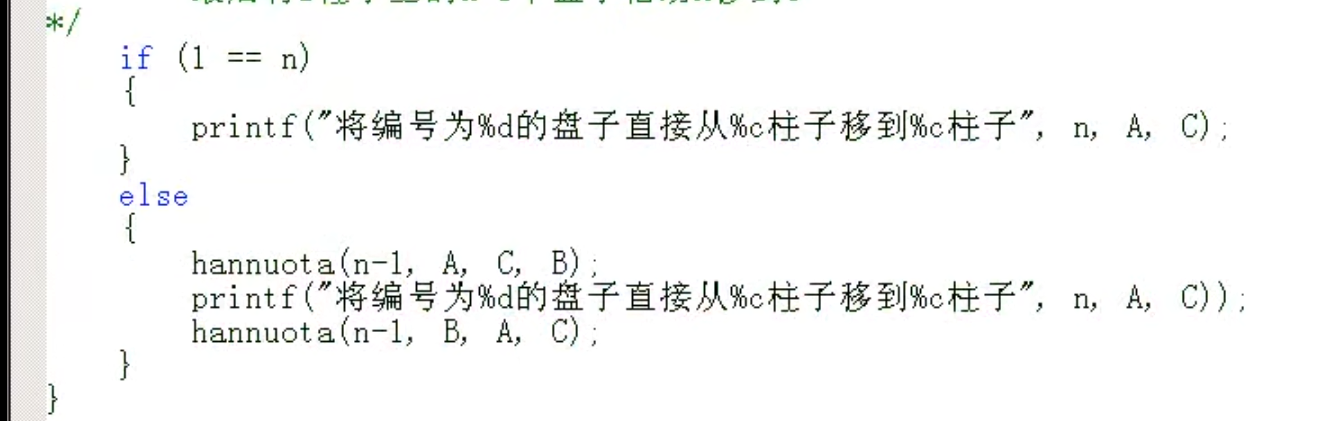 */
if (1 == n)
{
printf("将编号为%d的盘子直接从%c柱子移到%c柱子", n, A, C);
}
else
{
hannuota(n-1, A, C, B);
printf("将编号为%d的盘子直接从%c柱子移到%c柱子", n, A, C));
hannuota(n-1, B, A, C);
}
}